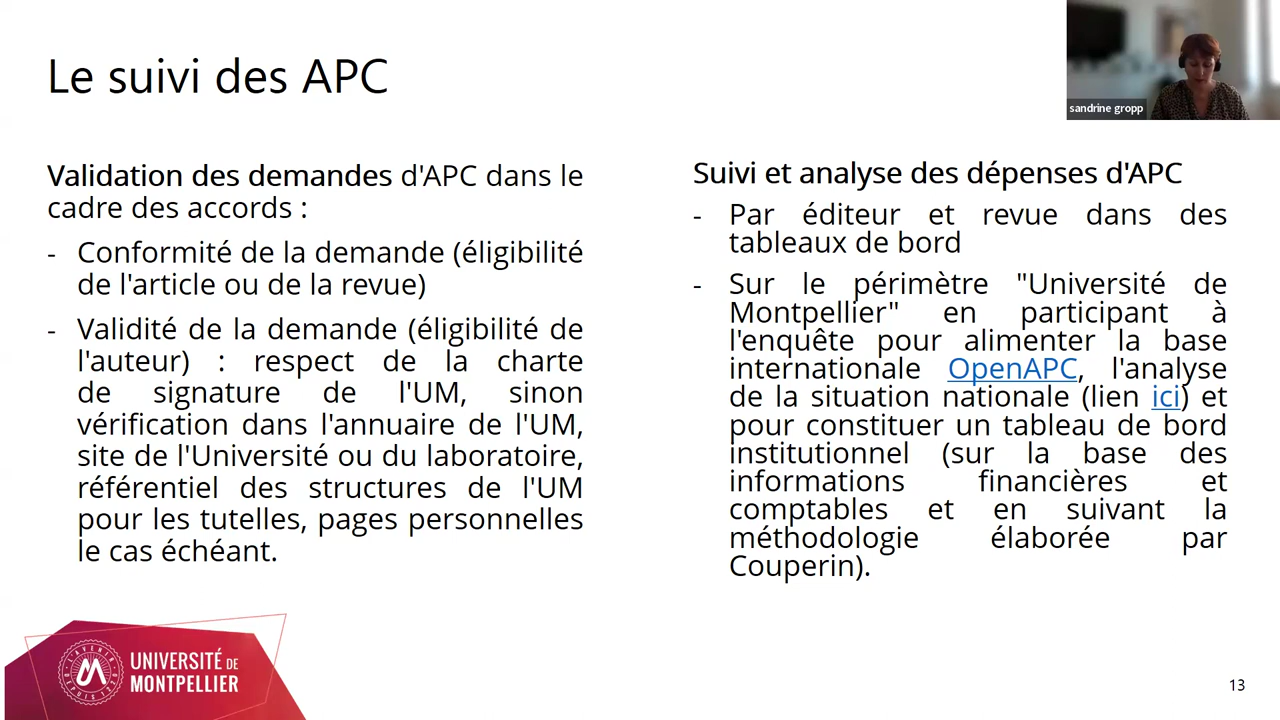 Le suivi des APC
sandrine gropp
Validation des demandes d'APC dans le
cadre des accords :
- Conformité de la demande (éligibilité
de l'article ou de la revue)
- Validité de la demande (éligibilité de
l'auteur) : respect de la charte
de signature de l'UM, sinon
vérification dans l'annuaire de l'UM,
site de l'Université ou du laboratoire,
référentiel des structures de l'UM
pour les tutelles, pages personnelles
le cas échéant.
Suivi et analyse des dépenses d'APC
- Par éditeur et revue dans des
tableaux de bord
- Sur le périmètre "Université de
Montpellier" en participant à
l'enquête pour alimenter la base
internationale OpenAPC, l'analyse
de la situation nationale (lien ici) et
pour constituer un tableau de bord
institutionnel (sur la base des
informations financières et
comptables et en suivant la
méthodologie élaborée par
Couperin).
UNIVERSITÉ DE
MONTPELLIER
13